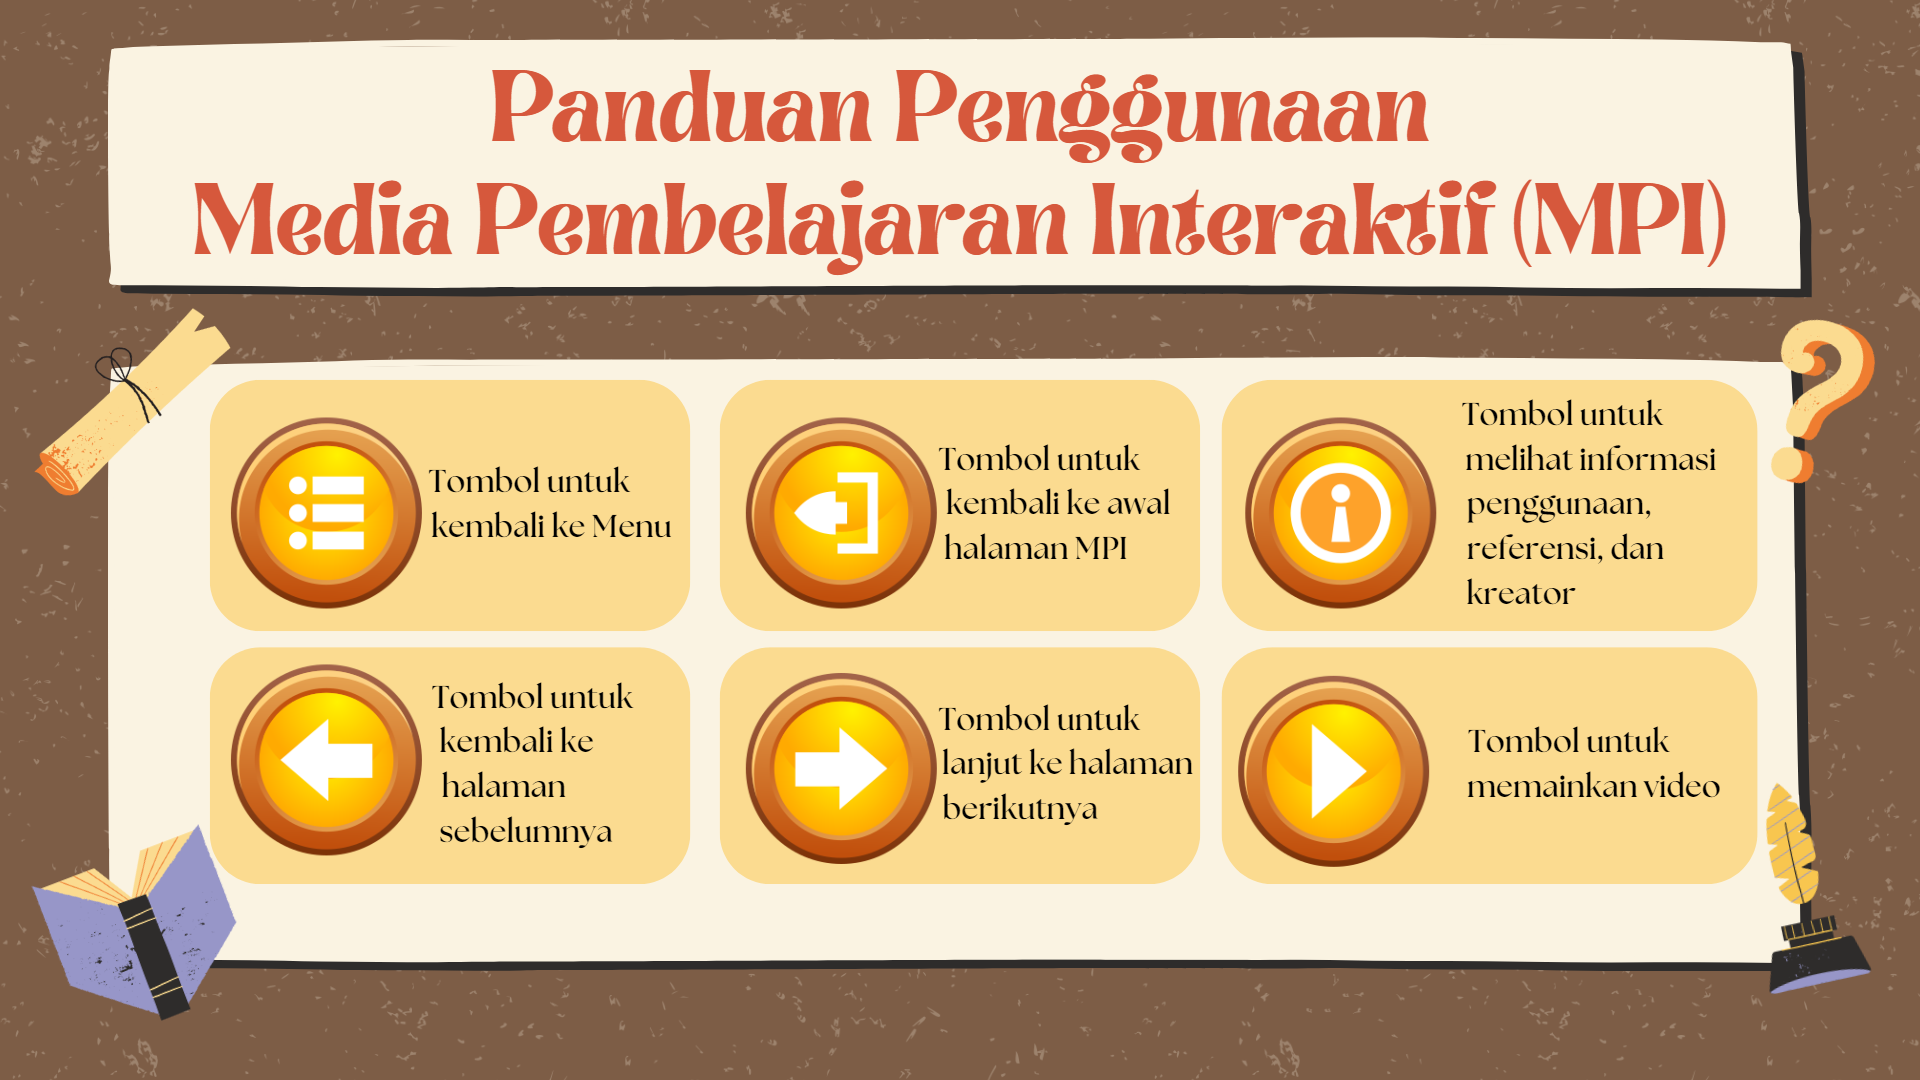 Panduan Penggunaan
Media Pembelajaran Interaktif (MPI)
Tombol untuk
kembali ke Menu
Tombol untuk
kembali ke awal
halaman MPI
Tombol untuk
melihat informasi
penggunaan,
referensi, dan
kreator
Tombol untuk
kembali ke
halaman
sebelumnya
Tombol untuk
lanjut ke halaman
berikutnya
Tombol untuk
memainkan video